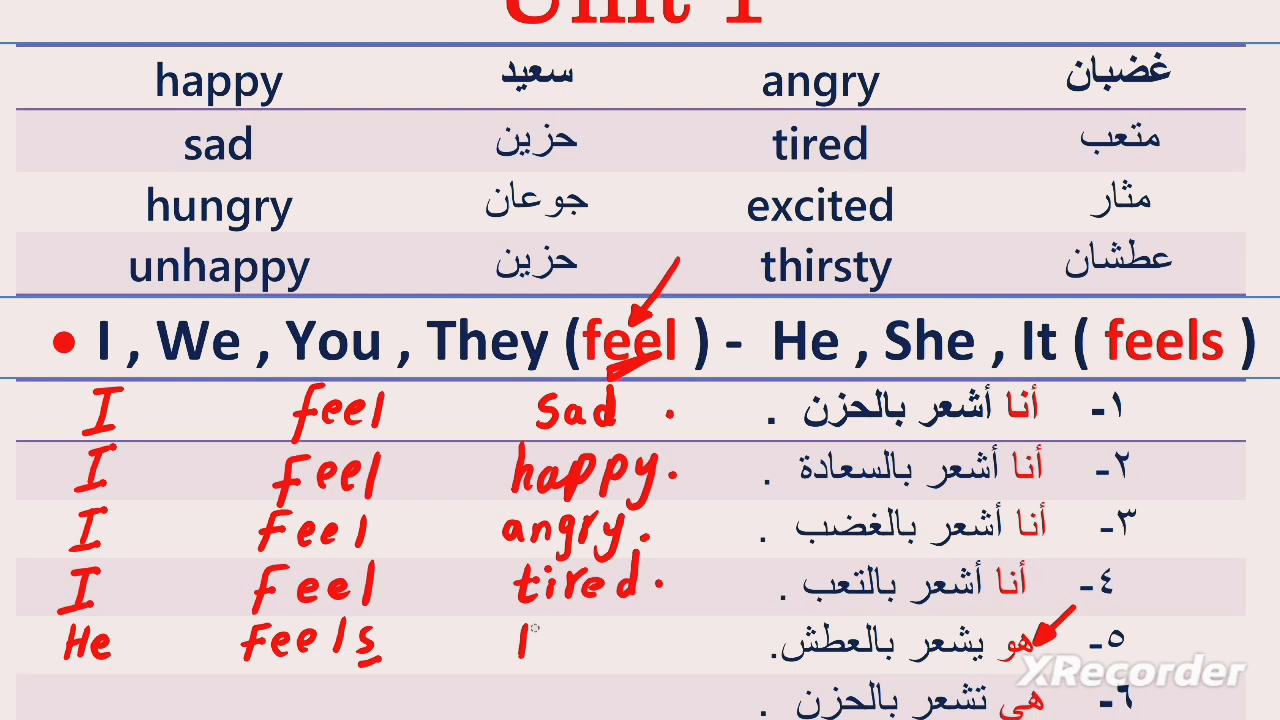 Unit 1
happy سعيد angry غضبان
sad حزين tired متعب
hungry جوعان excited مثار
unhappy حزين thirsty عطشان
• I , We , You , They (feel ) - He , She , It ( feels )
I feel sad . ١- أنا أشعر بالحزن .
I feel happy. ٢- أنا أشعر بالسعادة .
I feel angry. ٣- أنا أشعر بالغضب .
I feel tired. ٤- أنا أشعر بالتعب .
He feels ٥- هو يشعر بالعطش.
XRecorder
٦- هي تشعر بالحزن .